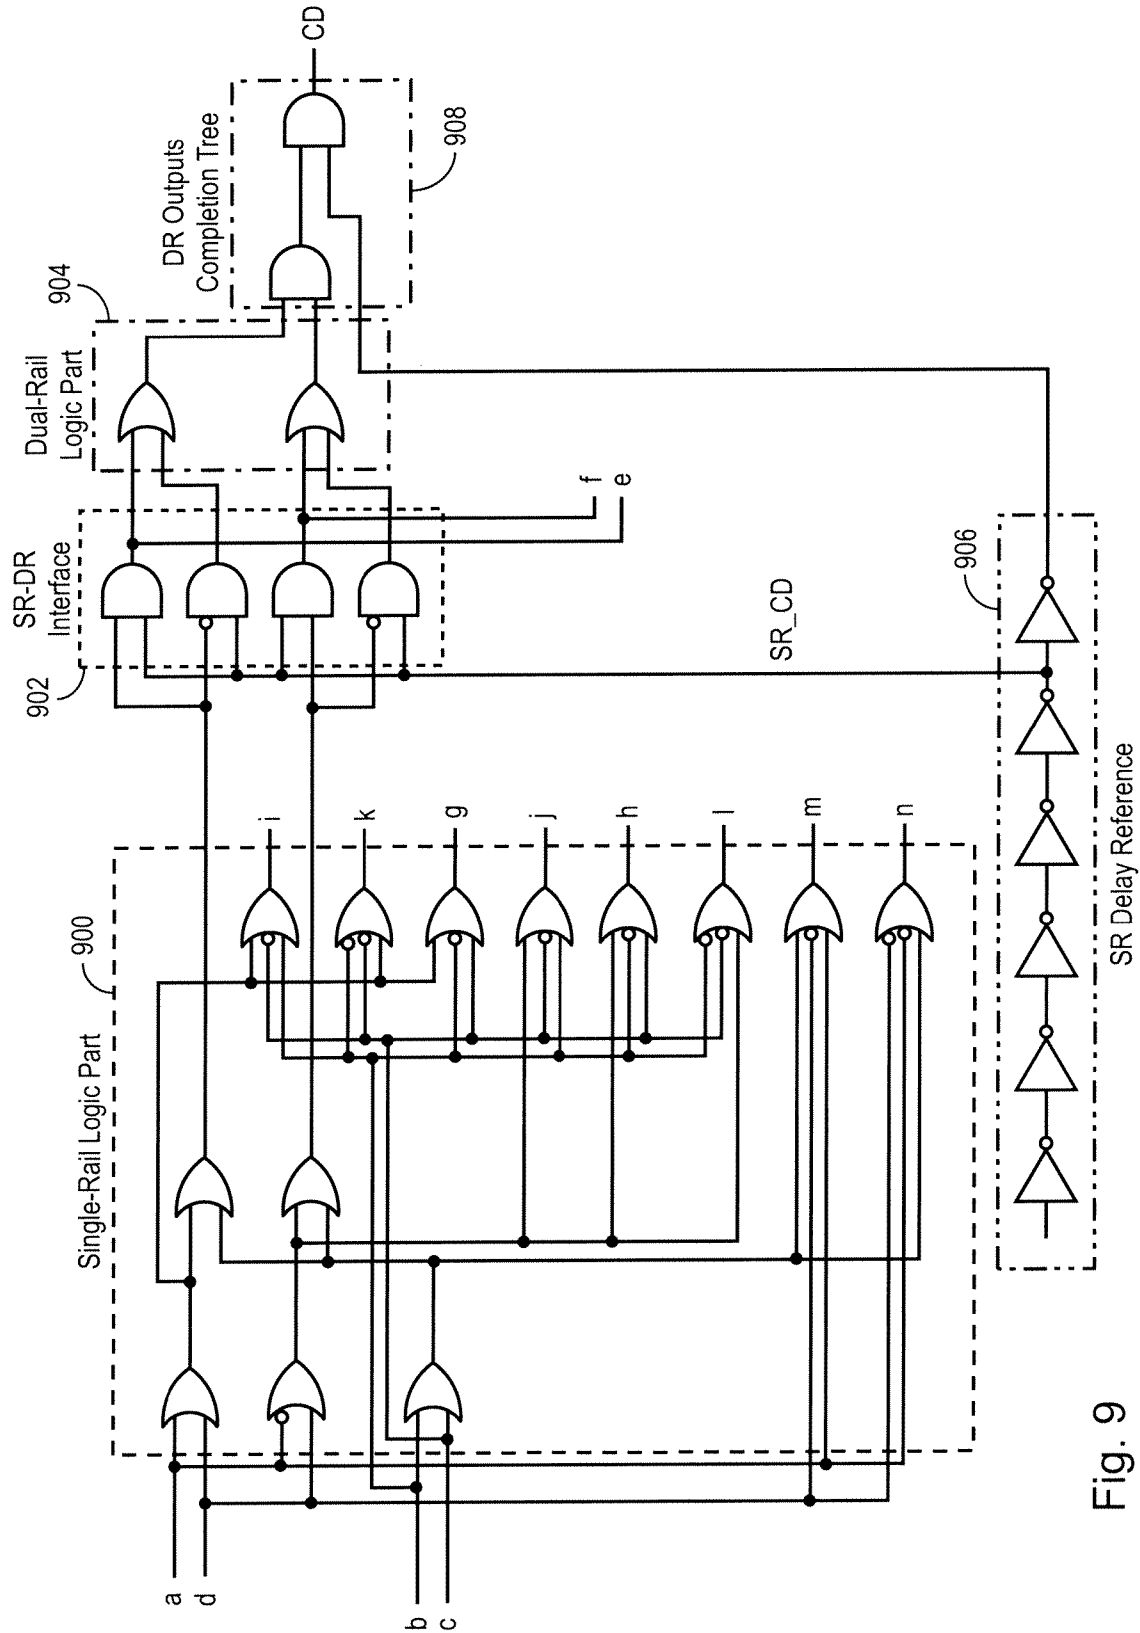 CD
DR Outputs
Completion Tree
908
904
Dual-Rail
Logic Part
f
e
SR-DR
Interface
902
SR_CD
906
SR Delay Reference
i
k
g
j
h
l
m
n
900
Single-Rail Logic Part
a
d
b
c
Fig. 9